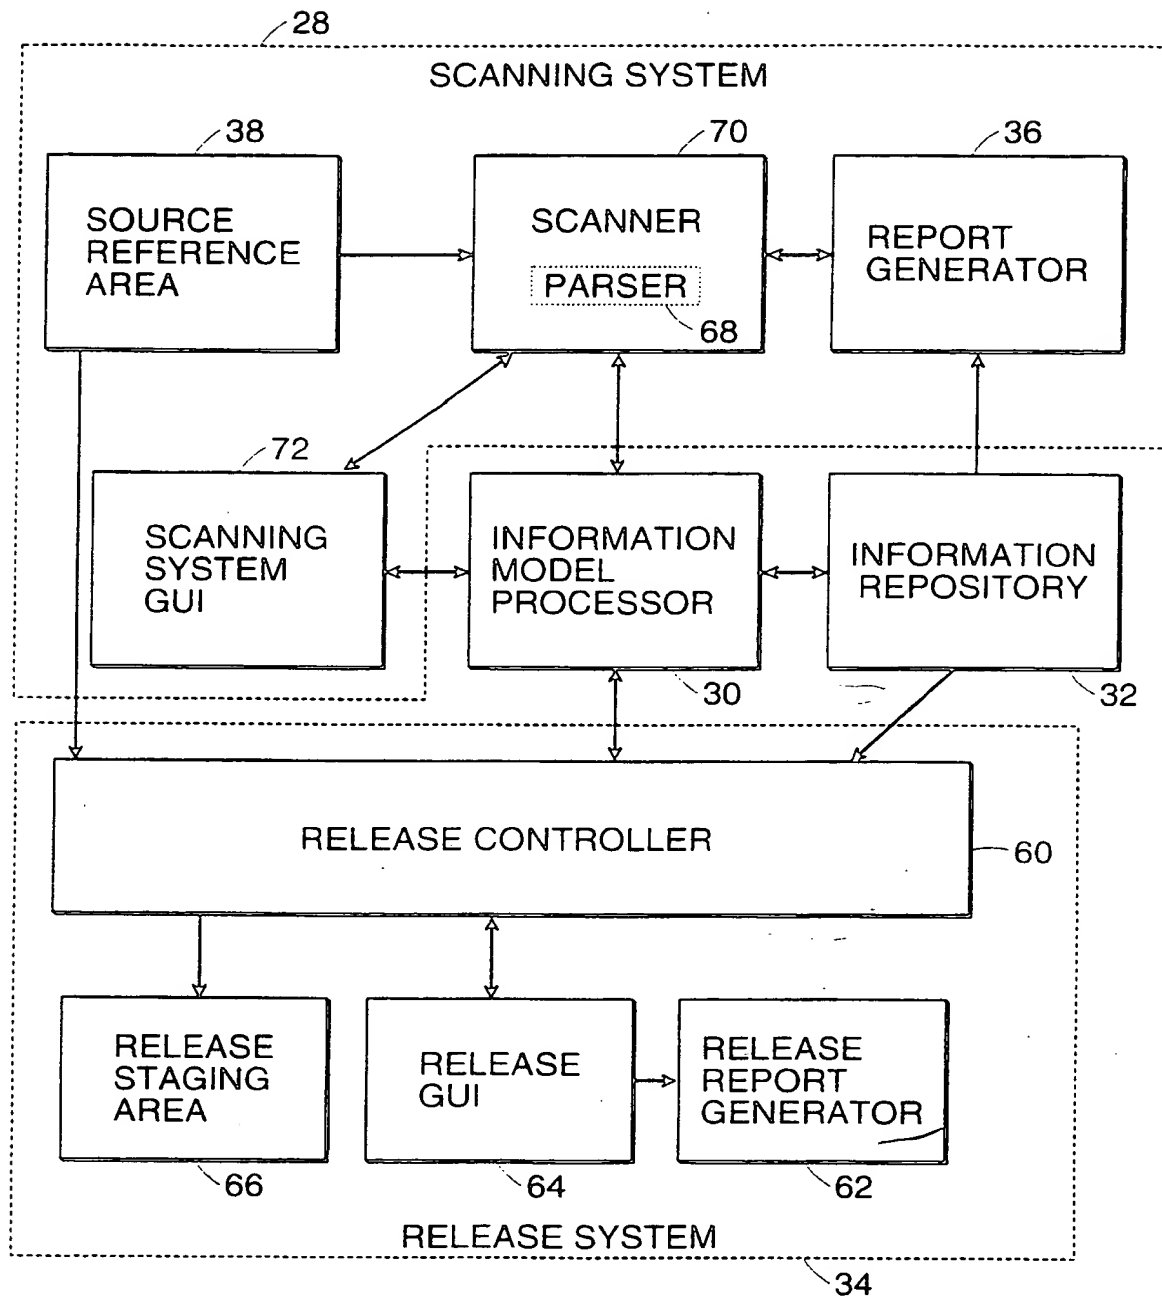 28
SCANNING SYSTEM
38
70
36
SOURCE
REFERENCE
AREA
SCANNER
PARSER
68
REPORT
GENERATOR
72
SCANNING
SYSTEM
GUI
INFORMATION
MODEL
PROCESSOR
INFORMATION
REPOSITORY
30
32
RELEASE CONTROLLER
60
RELEASE
STAGING
AREA
RELEASE
GUI
RELEASE
REPORT
GENERATOR
66
64
62
RELEASE SYSTEM
34